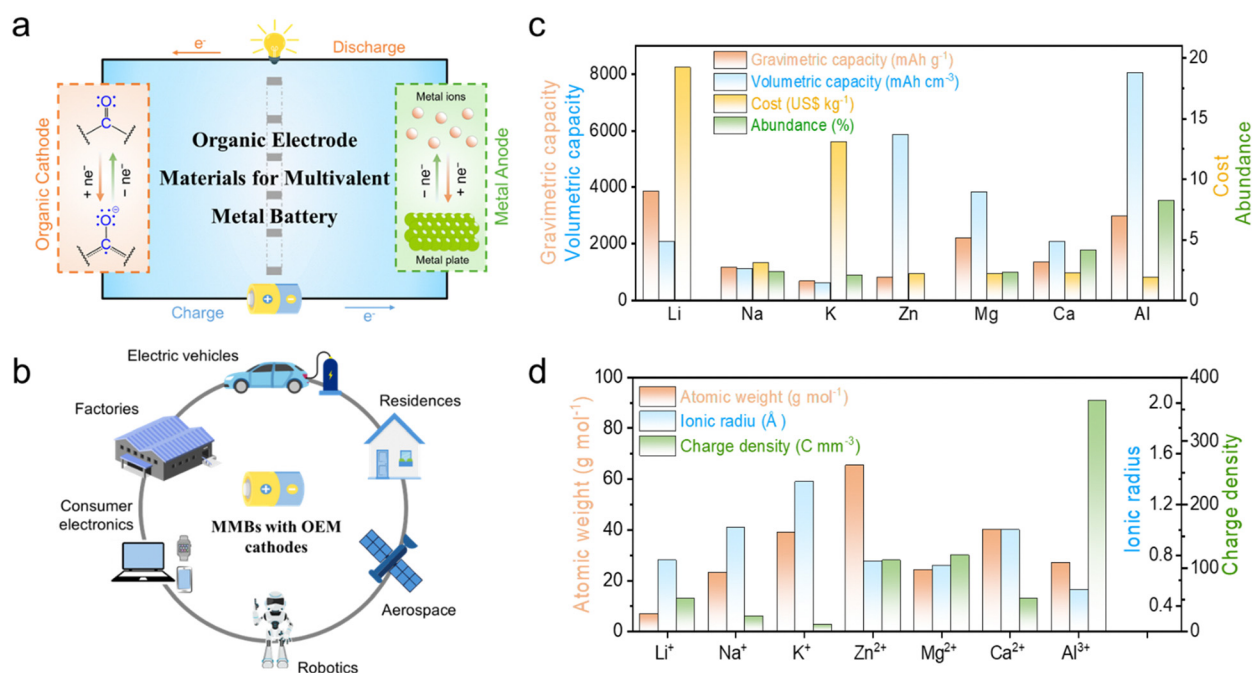 a
e⁻
Discharge
Organic Cathode
:O:
C
+ ne⁻
− ne⁻
:O:⊖
C
Organic Electrode
Materials for Multivalent
Metal Battery
Metal ions
− ne⁻
+ ne⁻
Metal plate
Metal Anode
Charge
+ −
e⁻
b
Electric vehicles
Factories
Residences
Consumer
electronics
+ −
MMBs with OEM
cathodes
Aerospace
Robotics
c
Gravimetric capacity
Volumetric capacity
8000
6000
4000
2000
0
Gravimetric capacity (mAh g⁻¹)
Volumetric capacity (mAh cm⁻³)
Cost (US$ kg⁻¹)
Abundance (%)
20
15
10
5
0
Cost
Abundance
Li Na K Zn Mg Ca Al
d
Atomic weight (g mol⁻¹)
100
80
60
40
20
0
Atomic weight (g mol⁻¹)
Ionic radiu (Å )
Charge density (C mm⁻³)
2.0
1.6
1.2
0.8
0.4
Ionic radius
400
300
200
100
0
Charge density
Li⁺ Na⁺ K⁺ Zn²⁺ Mg²⁺ Ca²⁺ Al³⁺